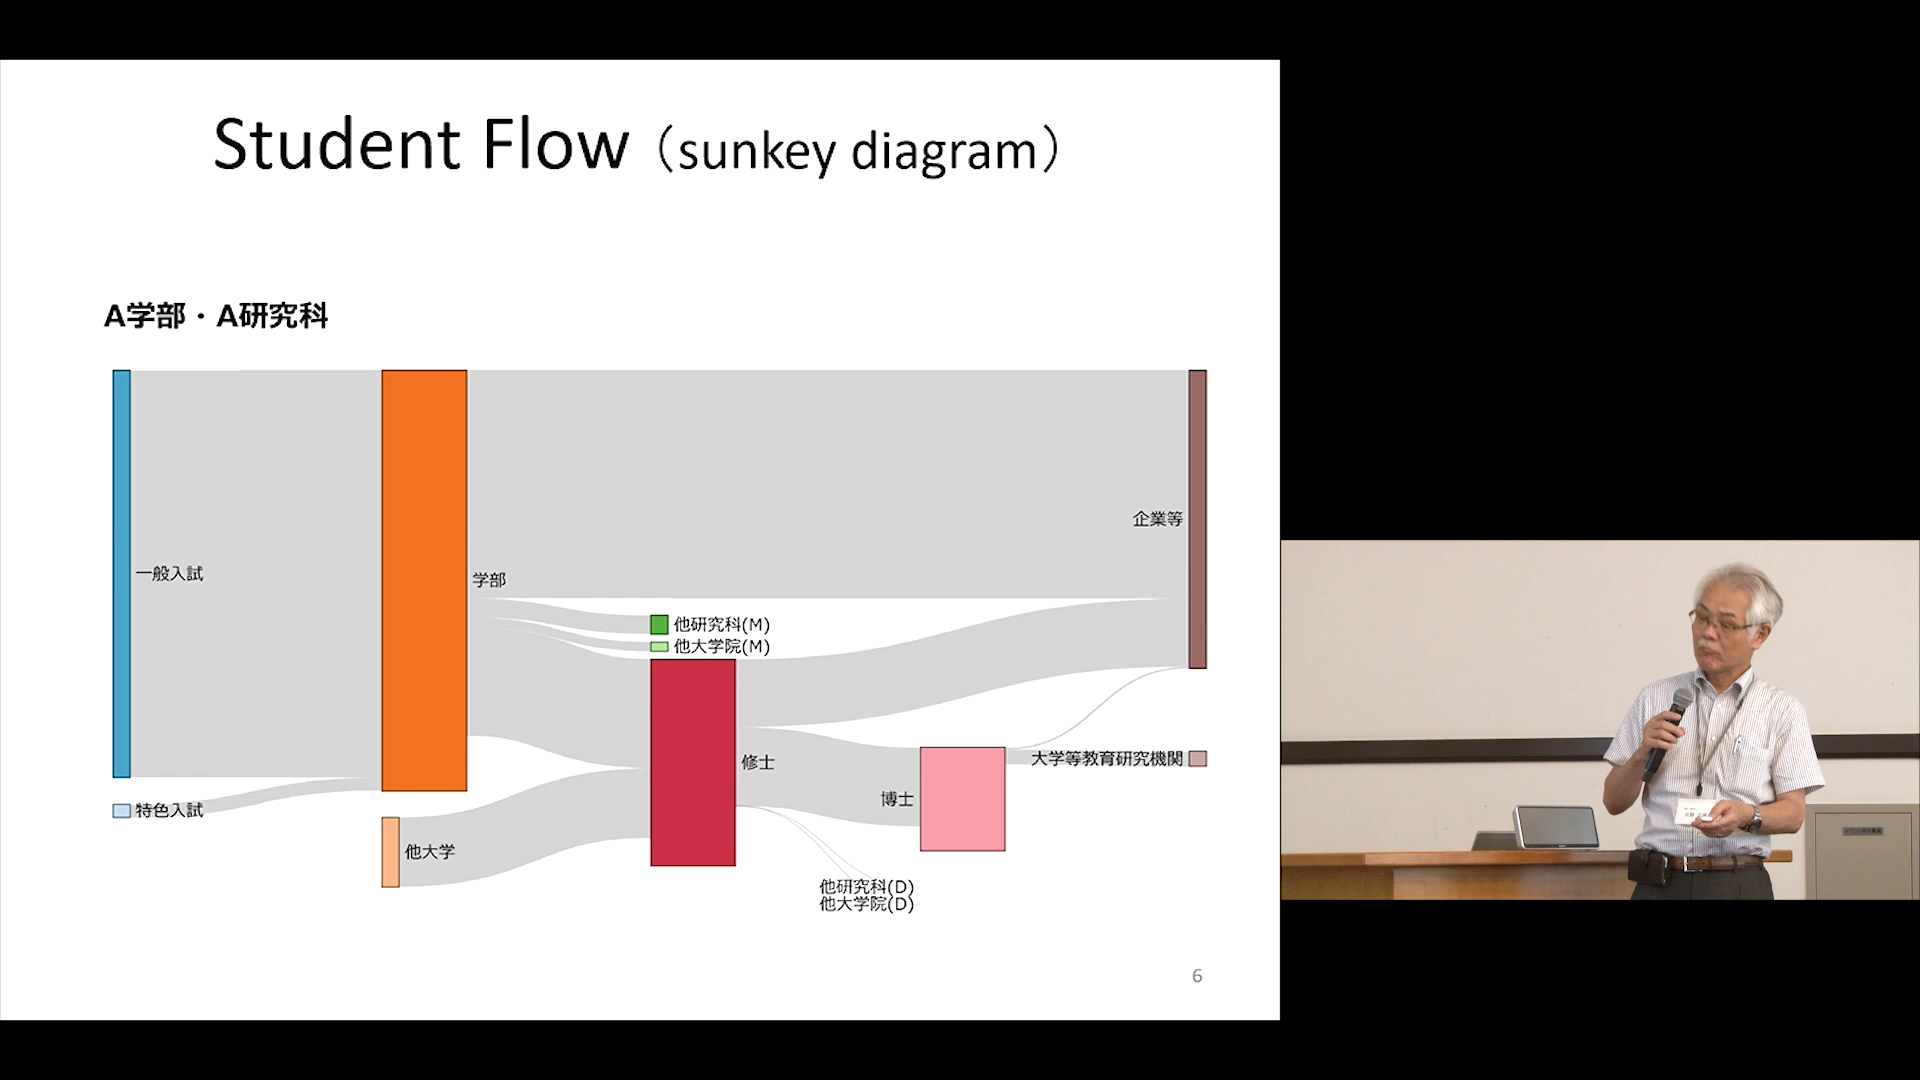 Student Flow（sunkey diagram）
A学部・A研究科
一般入試
特色入試
学部
他大学
他研究科(M)
他大学院(M)
修士
博士
他研究科(D)
他大学院(D)
企業等
大学等教育研究機関
6